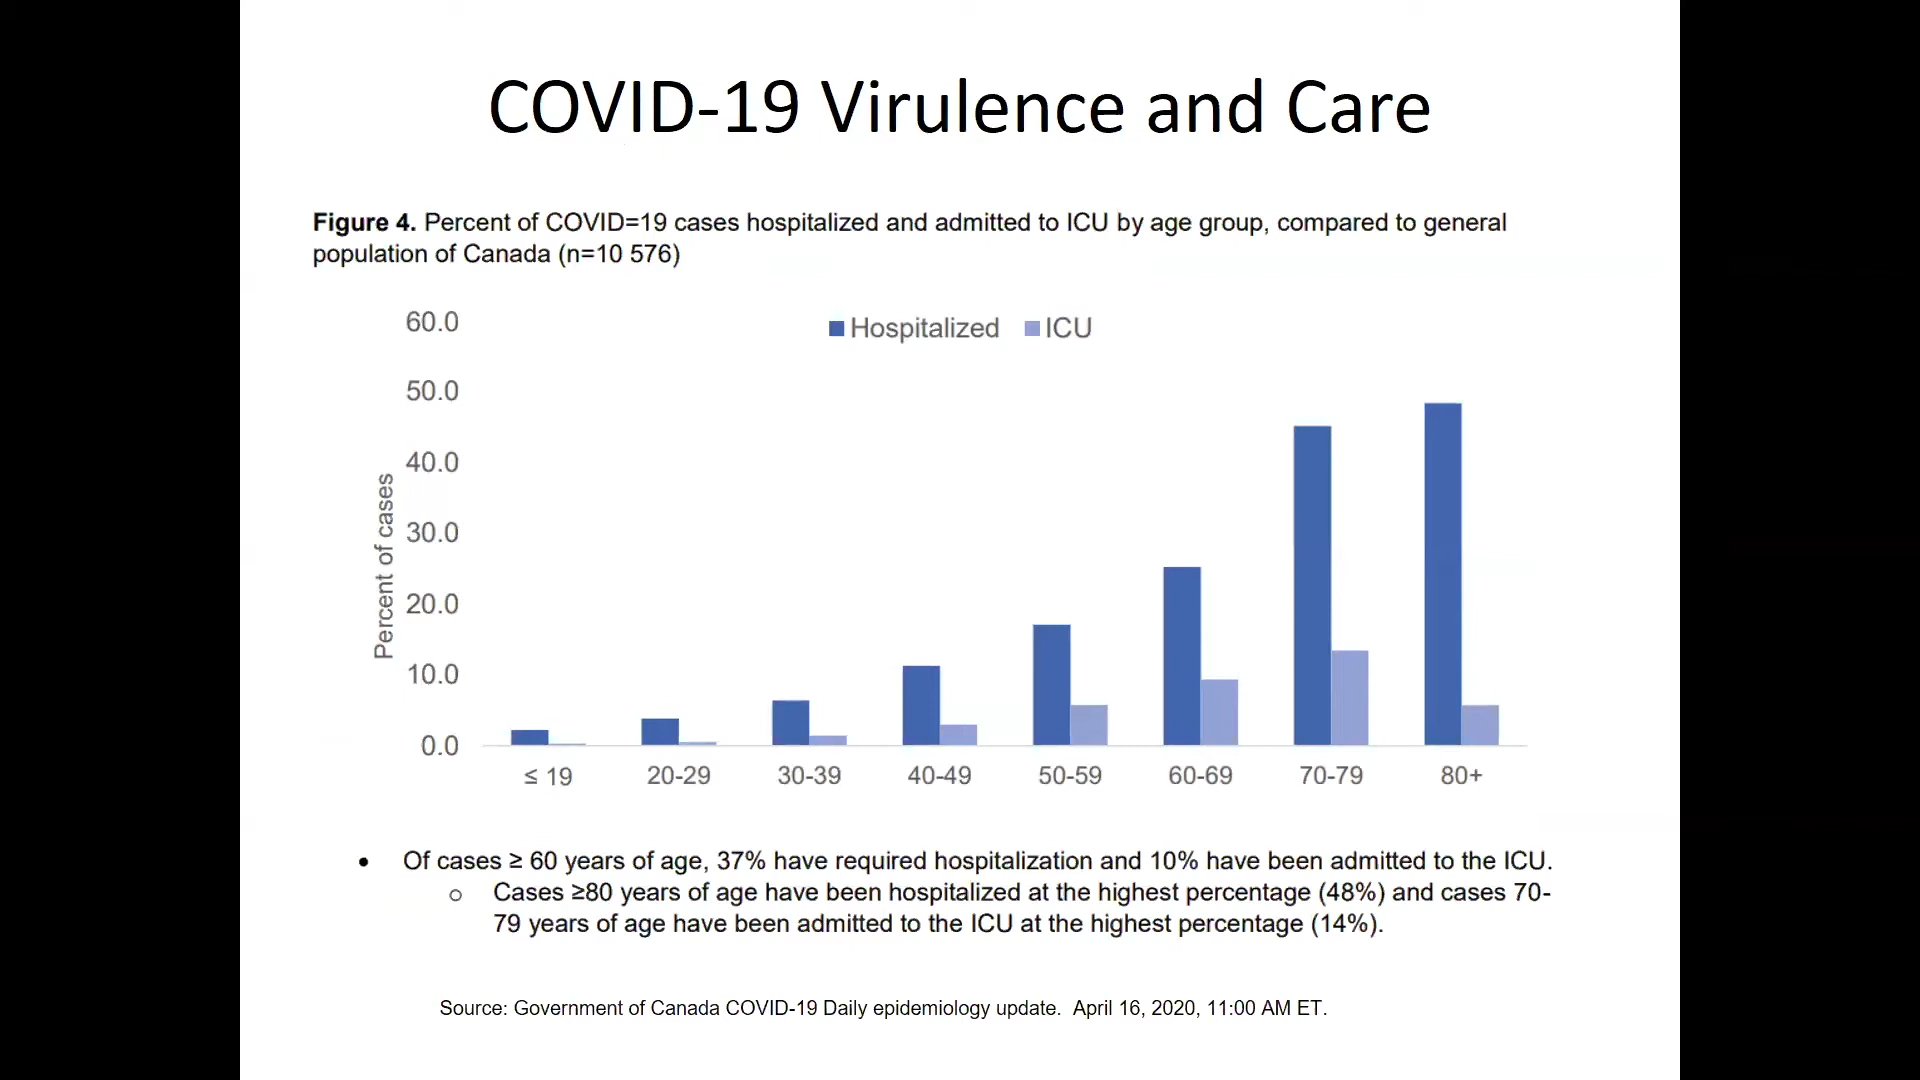 COVID-19 Virulence and Care
Figure 4. Percent of COVID=19 cases hospitalized and admitted to ICU by age group, compared to general
population of Canada (n=10 576)
Hospitalized ICU
60.0
50.0
40.0
30.0
20.0
10.0
0.0
Percent of cases
≤ 19 20-29 30-39 40-49 50-59 60-69 70-79 80+
• Of cases ≥ 60 years of age, 37% have required hospitalization and 10% have been admitted to the ICU.
o Cases ≥80 years of age have been hospitalized at the highest percentage (48%) and cases 70-
79 years of age have been admitted to the ICU at the highest percentage (14%).
Source: Government of Canada COVID-19 Daily epidemiology update. April 16, 2020, 11:00 AM ET.